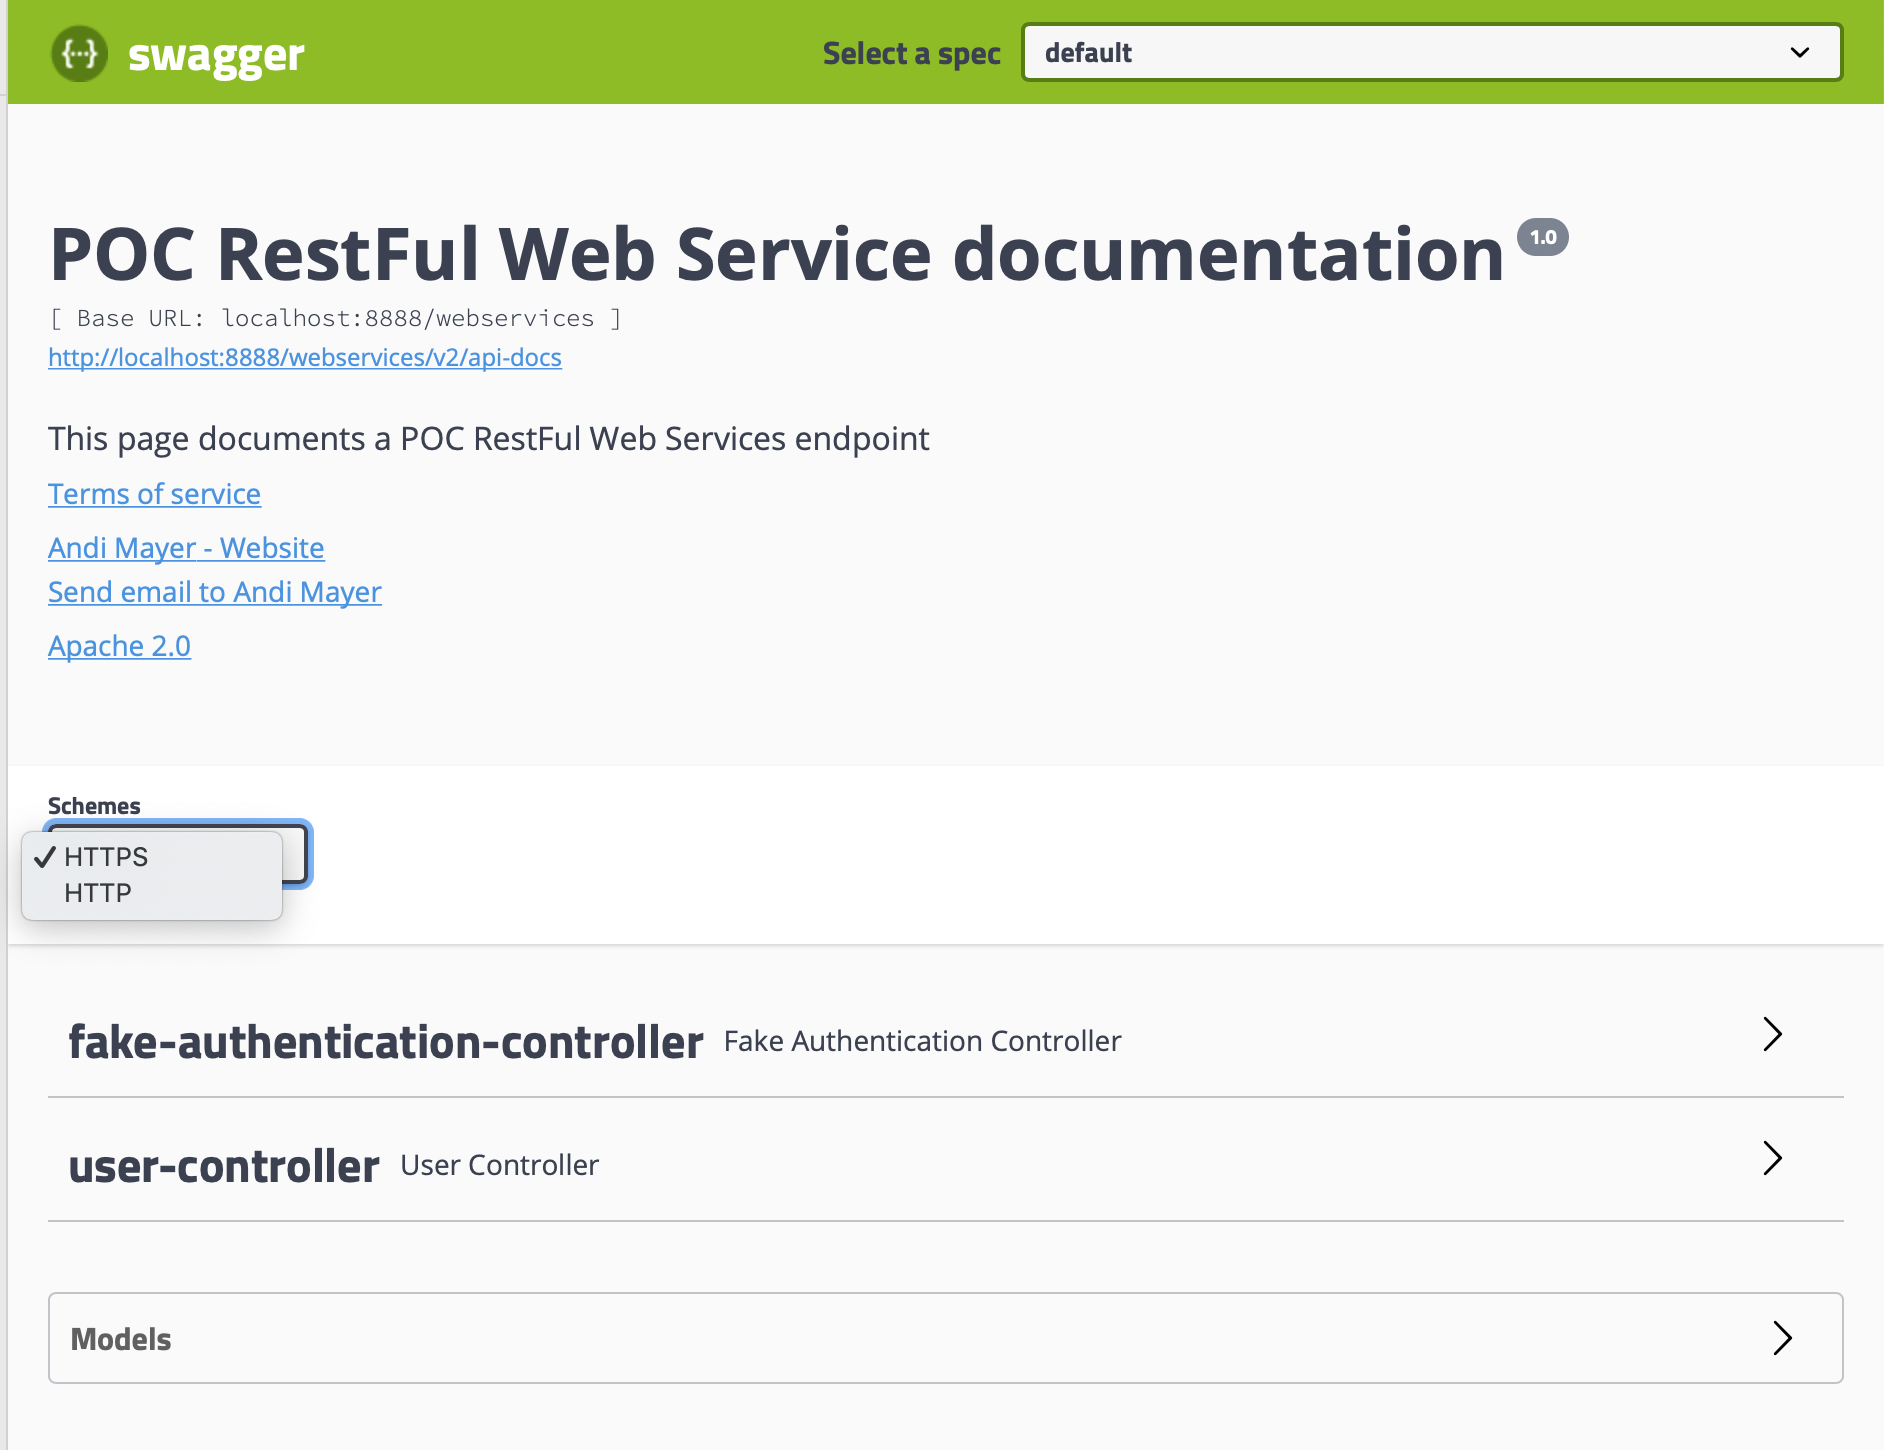 {...} swagger
Select a spec default
POC RestFul Web Service documentation 1.0
[ Base URL: localhost:8888/webservices ]
http://localhost:8888/webservices/v2/api-docs
This page documents a POC RestFul Web Services endpoint
Terms of service
Andi Mayer - Website
Send email to Andi Mayer
Apache 2.0
Schemes
✓ HTTPS
HTTP
fake-authentication-controller Fake Authentication Controller
user-controller User Controller
Models